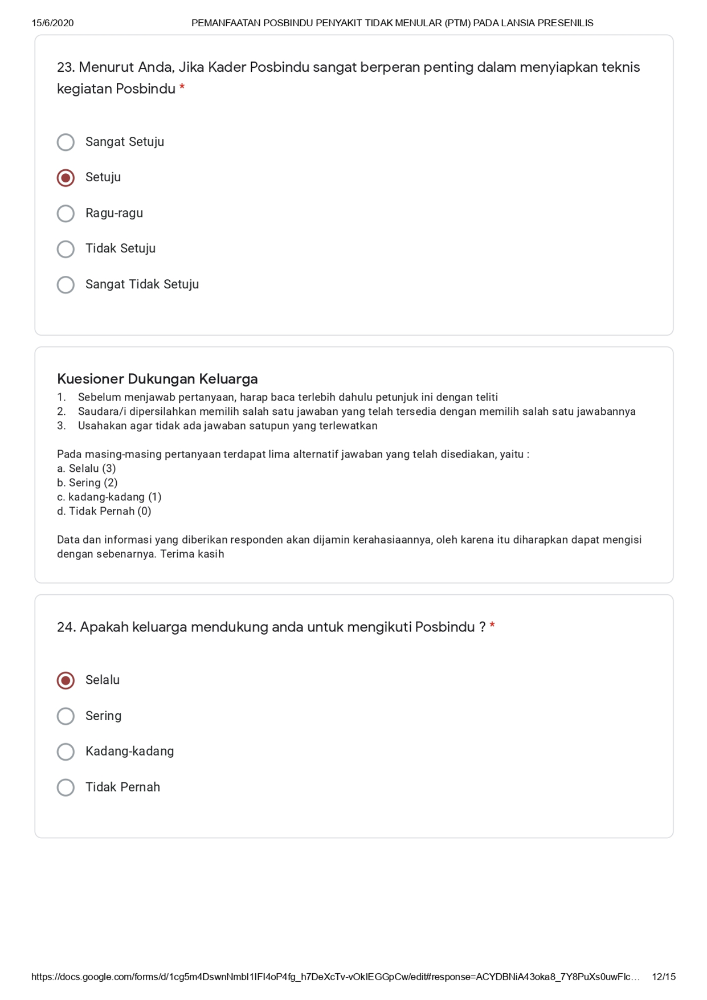 15/6/2020 PEMANFAATAN POSBINDU PENYAKIT TIDAK MENULAR (PTM) PADA LANSIA PRESENILIS
23. Menurut Anda, Jika Kader Posbindu sangat berperan penting dalam menyiapkan teknis
kegiatan Posbindu *
Sangat Setuju
Setuju
Ragu-ragu
Tidak Setuju
Sangat Tidak Setuju
Kuesioner Dukungan Keluarga
1. Sebelum menjawab pertanyaan, harap baca terlebih dahulu petunjuk ini dengan teliti
2. Saudara/i dipersilahkan memilih salah satu jawaban yang telah tersedia dengan memilih salah satu jawabannya
3. Usahakan agar tidak ada jawaban satupun yang terlewatkan
Pada masing-masing pertanyaan terdapat lima alternatif jawaban yang telah disediakan, yaitu :
a. Selalu (3)
b. Sering (2)
c. kadang-kadang (1)
d. Tidak Pernah (0)
Data dan informasi yang diberikan responden akan dijamin kerahasiaannya, oleh karena itu diharapkan dapat mengisi
dengan sebenarnya. Terima kasih
24. Apakah keluarga mendukung anda untuk mengikuti Posbindu ? *
Selalu
Sering
Kadang-kadang
Tidak Pernah
https://docs.google.com/forms/d/1cg5m4DswnNmbI1IFI4oP4fg_h7DeXcTv-vOkIEGGpCw/edit#response=ACYDBNiA43oka8_7Y8PuXs0uwFIc… 12/15